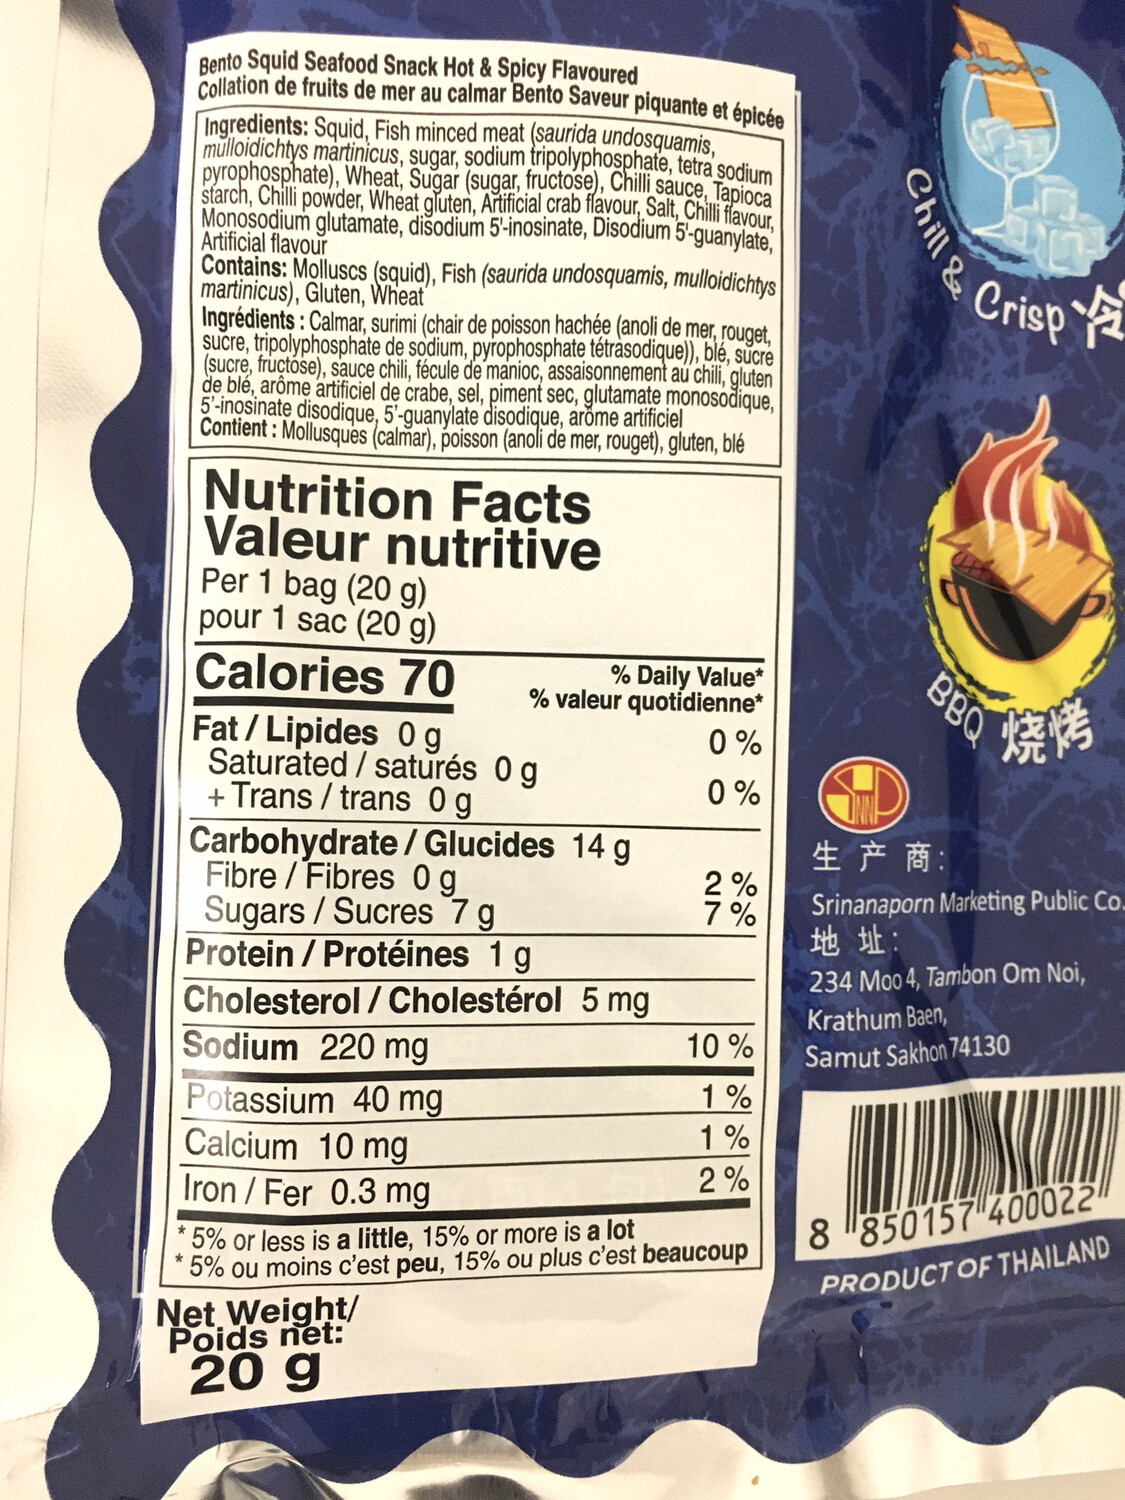 Bento Squid Seafood Snack Hot & Spicy Flavoured
Collation de fruits de mer au calmar Bento Saveur piquante et épicée
Ingredients: Squid, Fish minced meat (saurida undosquamis,
mulloidichtys martinicus, sugar, sodium tripolyphosphate, tetra sodium
pyrophosphate), Wheat, Sugar (sugar, fructose), Chilli sauce, Tapioca
starch, Chilli powder, Wheat gluten, Artificial crab flavour, Salt, Chilli flavour,
Monosodium glutamate, disodium 5'-inosinate, Disodium 5'-guanylate,
Artificial flavour
Contains: Molluscs (squid), Fish (saurida undosquamis, mulloidichtys
martinicus), Gluten, Wheat
Ingrédients : Calmar, surimi (chair de poisson hachée (anoli de mer, rouget,
sucre, tripolyphosphate de sodium, pyrophosphate tétrasodique)), blé, sucre
(sucre, fructose), sauce chili, fécule de manioc, assaisonnement au chili, gluten
de blé, arôme artificiel de crabe, sel, piment sec, glutamate monosodique,
5'-inosinate disodique, 5'-guanylate disodique, arôme artificiel
Contient : Mollusques (calmar), poisson (anoli de mer, rouget), gluten, blé
Nutrition Facts
Valeur nutritive
Per 1 bag (20 g)
pour 1 sac (20 g)
Calories 70
% Daily Value*
% valeur quotidienne*
Fat / Lipides 0 g 0 %
Saturated / saturés 0 g
+ Trans / trans 0 g 0 %
Carbohydrate / Glucides 14 g
Fibre / Fibres 0 g 2 %
Sugars / Sucres 7 g 7 %
Protein / Protéines 1 g
Cholesterol / Cholestérol 5 mg
Sodium 220 mg 10 %
Potassium 40 mg 1 %
Calcium 10 mg 1 %
Iron / Fer 0.3 mg 2 %
* 5% or less is a little, 15% or more is a lot
* 5% ou moins c'est peu, 15% ou plus c'est beaucoup
Net Weight/
Poids net:
20 g
Chill & Crisp 冷
BBQ 烧烤
生产商:
Srinanaporn Marketing Public Co.
地址:
234 Moo 4, Tambon Om Noi,
Krathum Baen,
Samut Sakhon 74130
8 850157 400022
PRODUCT OF THAILAND